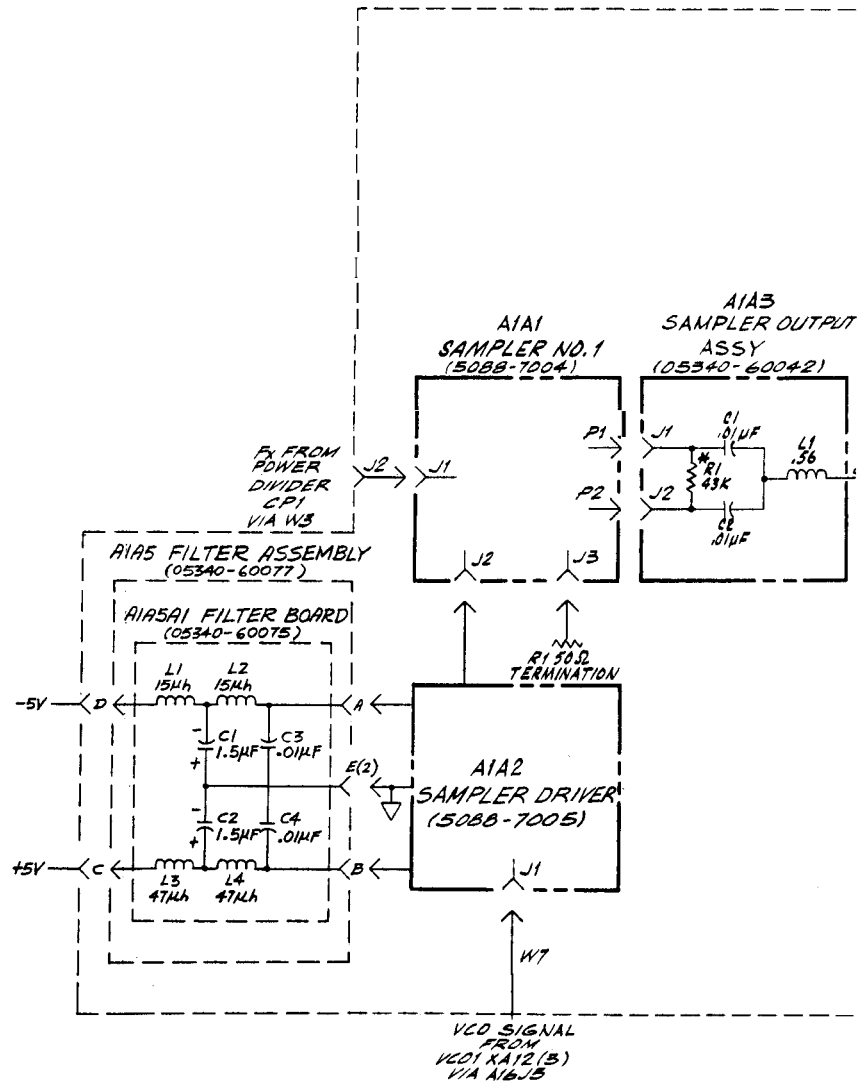 A1A1
SAMPLER NO.1
(5088-7004)
A1A3
SAMPLER OUTPUT
ASSY
(05340-60042)
FX FROM
POWER
DIVIDER
CP1
VIA W3
J2
J1
P1
P2
J1
J2
C1
.01µF
*
R1
43K
C2
.01µF
L1
.56
J2
J3
R1 50Ω
TERMINATION
A1A5 FILTER ASSEMBLY
(05340-60077)
A1A5A1 FILTER BOARD
(05340-60075)
L1
15µh
L2
15µh
-5V
D
A
-
C1
1.5µF
+
C3
.01µF
E(2)
-
C2
1.5µF
+
C4
.01µF
+5V
C
B
L3
47µh
L4
47µh
A1A2
SAMPLER DRIVER
(5088-7005)
J1
W7
VCO SIGNAL
FROM
VCO1 XA12(3)
VIA A16J5